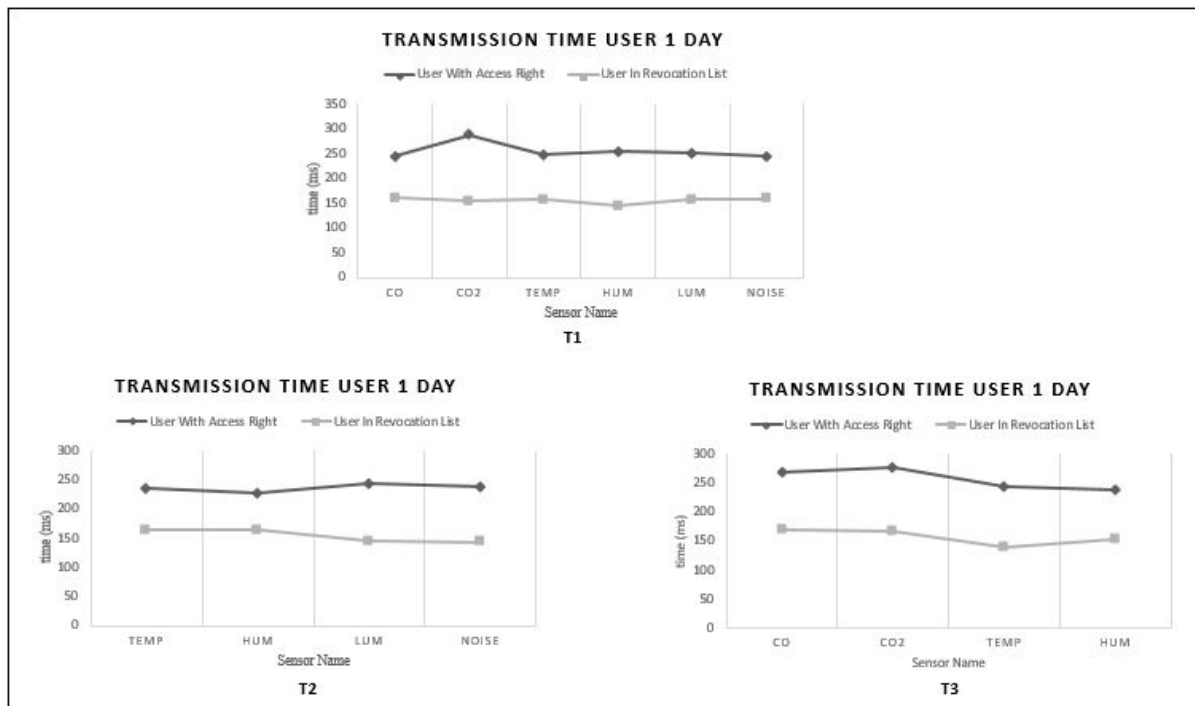 TRANSMISSION TIME USER 1 DAY
User With Access Right User In Revocation List
350
300
250
200
150
100
50
0
time (ms)
CO CO2 TEMP HUM LUM NOISE
Sensor Name
T1
TRANSMISSION TIME USER 1 DAY
User With Access Right User In Revocation List
300
250
200
150
100
50
0
time (ms)
TEMP HUM LUM NOISE
Sensor Name
T2
TRANSMISSION TIME USER 1 DAY
User With Access Right User In Revocation List
300
250
200
150
100
50
0
time (ms)
CO CO2 TEMP HUM
Sensor Name
T3